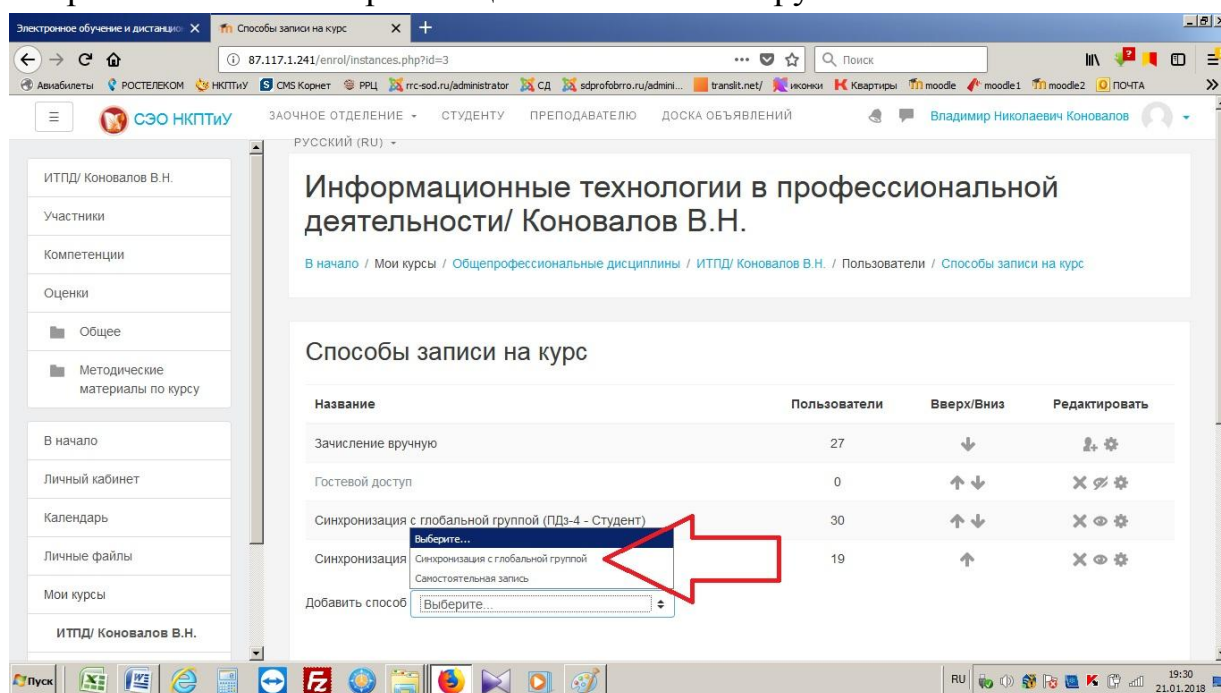 Электронное обучение и дистанцио
Способы записи на курс
87.117.1.241/enrol/instances.php?id=3
Поиск
Авиабилеты РОСТЕЛЕКОМ НКПТиУ CMS Корнет РРЦ rrc-sod.ru/administrator СД sdprofobrro.ru/admini... translit.net/ иконки Квартиры moodle moodle1 moodle2 ПОЧТА
СЭО НКПТиУ
ЗАОЧНОЕ ОТДЕЛЕНИЕ СТУДЕНТУ ПРЕПОДАВАТЕЛЮ ДОСКА ОБЪЯВЛЕНИЙ
Владимир Николаевич Коновалов
РУССКИЙ (RU)
ИТПД/ Коновалов В.Н.
Участники
Компетенции
Оценки
Общее
Методические
материалы по курсу
В начало
Личный кабинет
Календарь
Личные файлы
Мои курсы
ИТПД/ Коновалов В.Н.
Информационные технологии в профессиональной
деятельности/ Коновалов В.Н.
В начало / Мои курсы / Общепрофессиональные дисциплины / ИТПД/ Коновалов В.Н. / Пользователи / Способы записи на курс
Способы записи на курс
Название Пользователи Вверх/Вниз Редактировать
Зачисление вручную 27
Гостевой доступ 0
Синхронизация с глобальной группой (ПДз-4 - Студент) 30
Синхронизация 19
Выберите...
Синхронизация с глобальной группой
Самостоятельная запись
Добавить способ Выберите...
Пуск
RU
19:30
21.01.2018